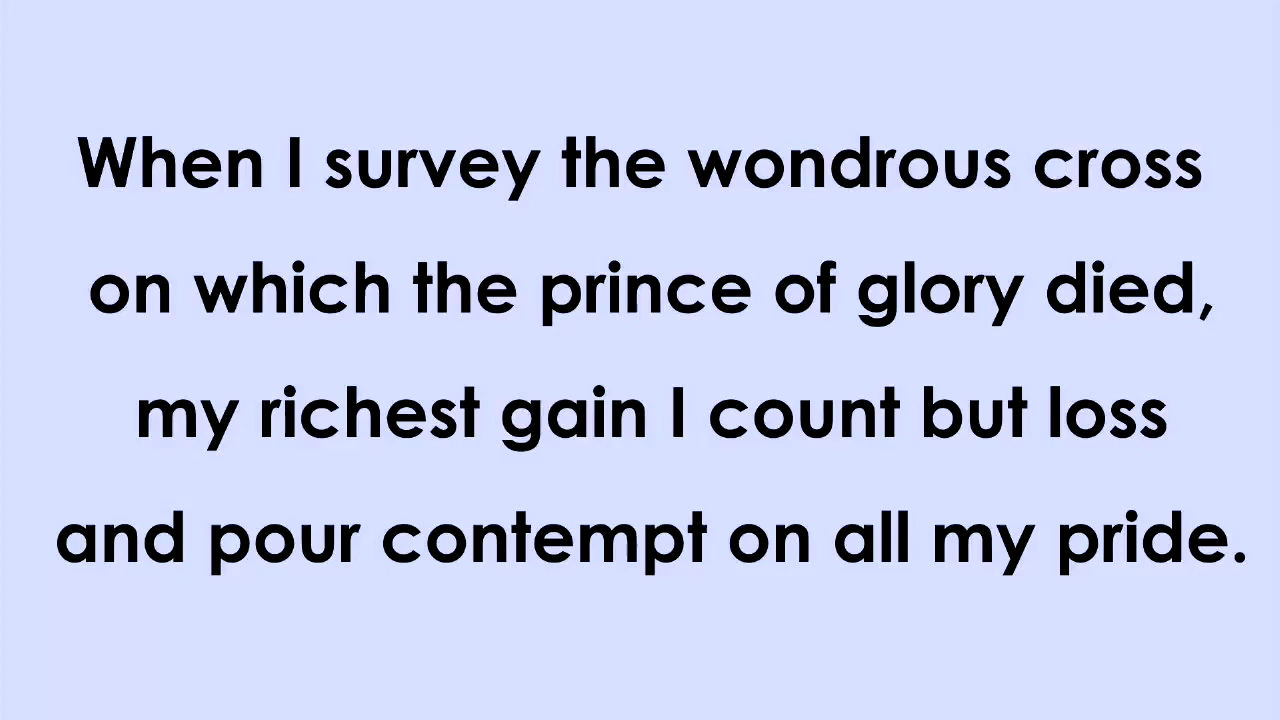 When I survey the wondrous cross
on which the prince of glory died,
my richest gain I count but loss
and pour contempt on all my pride.